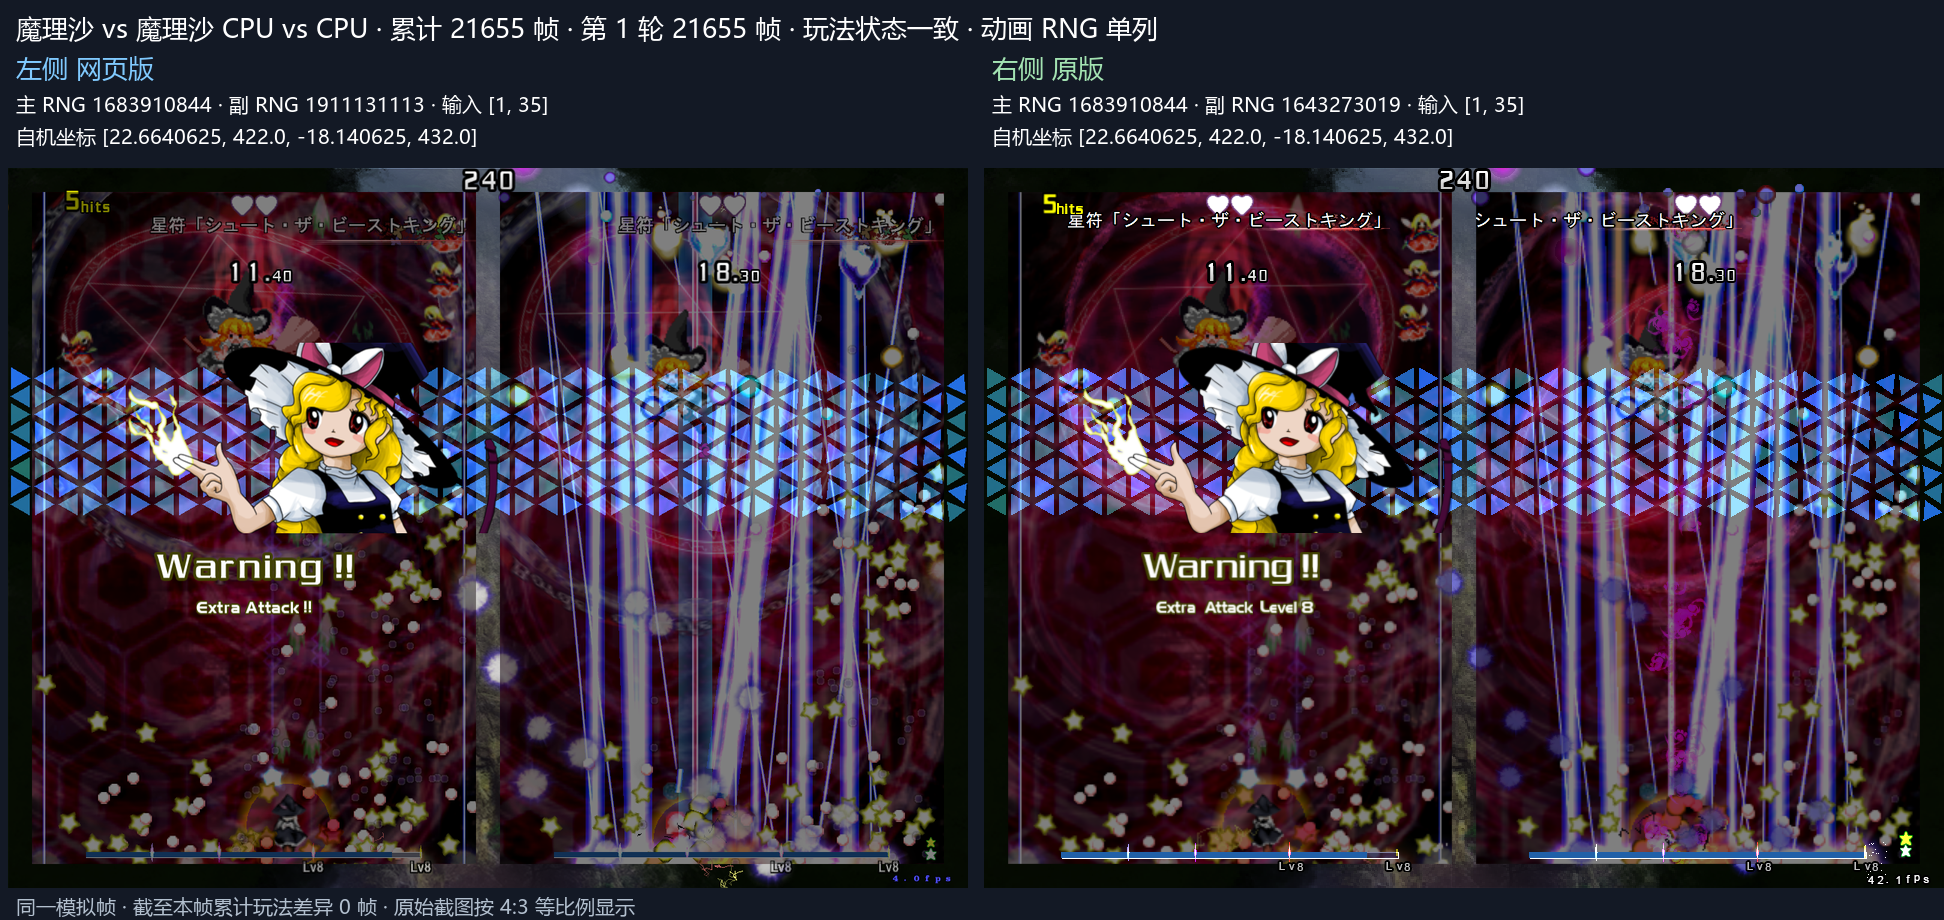 魔理沙 vs 魔理沙 CPU vs CPU · 累计 21655 帧 · 第 1 轮 21655 帧 · 玩法状态一致 · 动画 RNG 单列
左侧 网页版
主 RNG 1683910844 · 副 RNG 1911131113 · 输入 [1, 35]
自机坐标 [22.6640625, 422.0, -18.140625, 432.0]
右侧 原版
主 RNG 1683910844 · 副 RNG 1643273019 · 输入 [1, 35]
自机坐标 [22.6640625, 422.0, -18.140625, 432.0]
240
5hits
星符「シュート・ザ・ビーストキング」
星符「シュート・ザ・ビーストキング」
11.40
18.30
Warning !!
Extra Attack !!
Lv8
Lv8
Lv8
Lv8
4.0fps
240
5hits
星符「シュート・ザ・ビーストキング」
シュート・ザ・ビーストキング」
11.40
18.30
Warning !!
Extra Attack Level 8
Lv8
Lv8
Lv8
Lv8
42.1fps
同一模拟帧 · 截至本帧累计玩法差异 0 帧 · 原始截图按 4:3 等比例显示